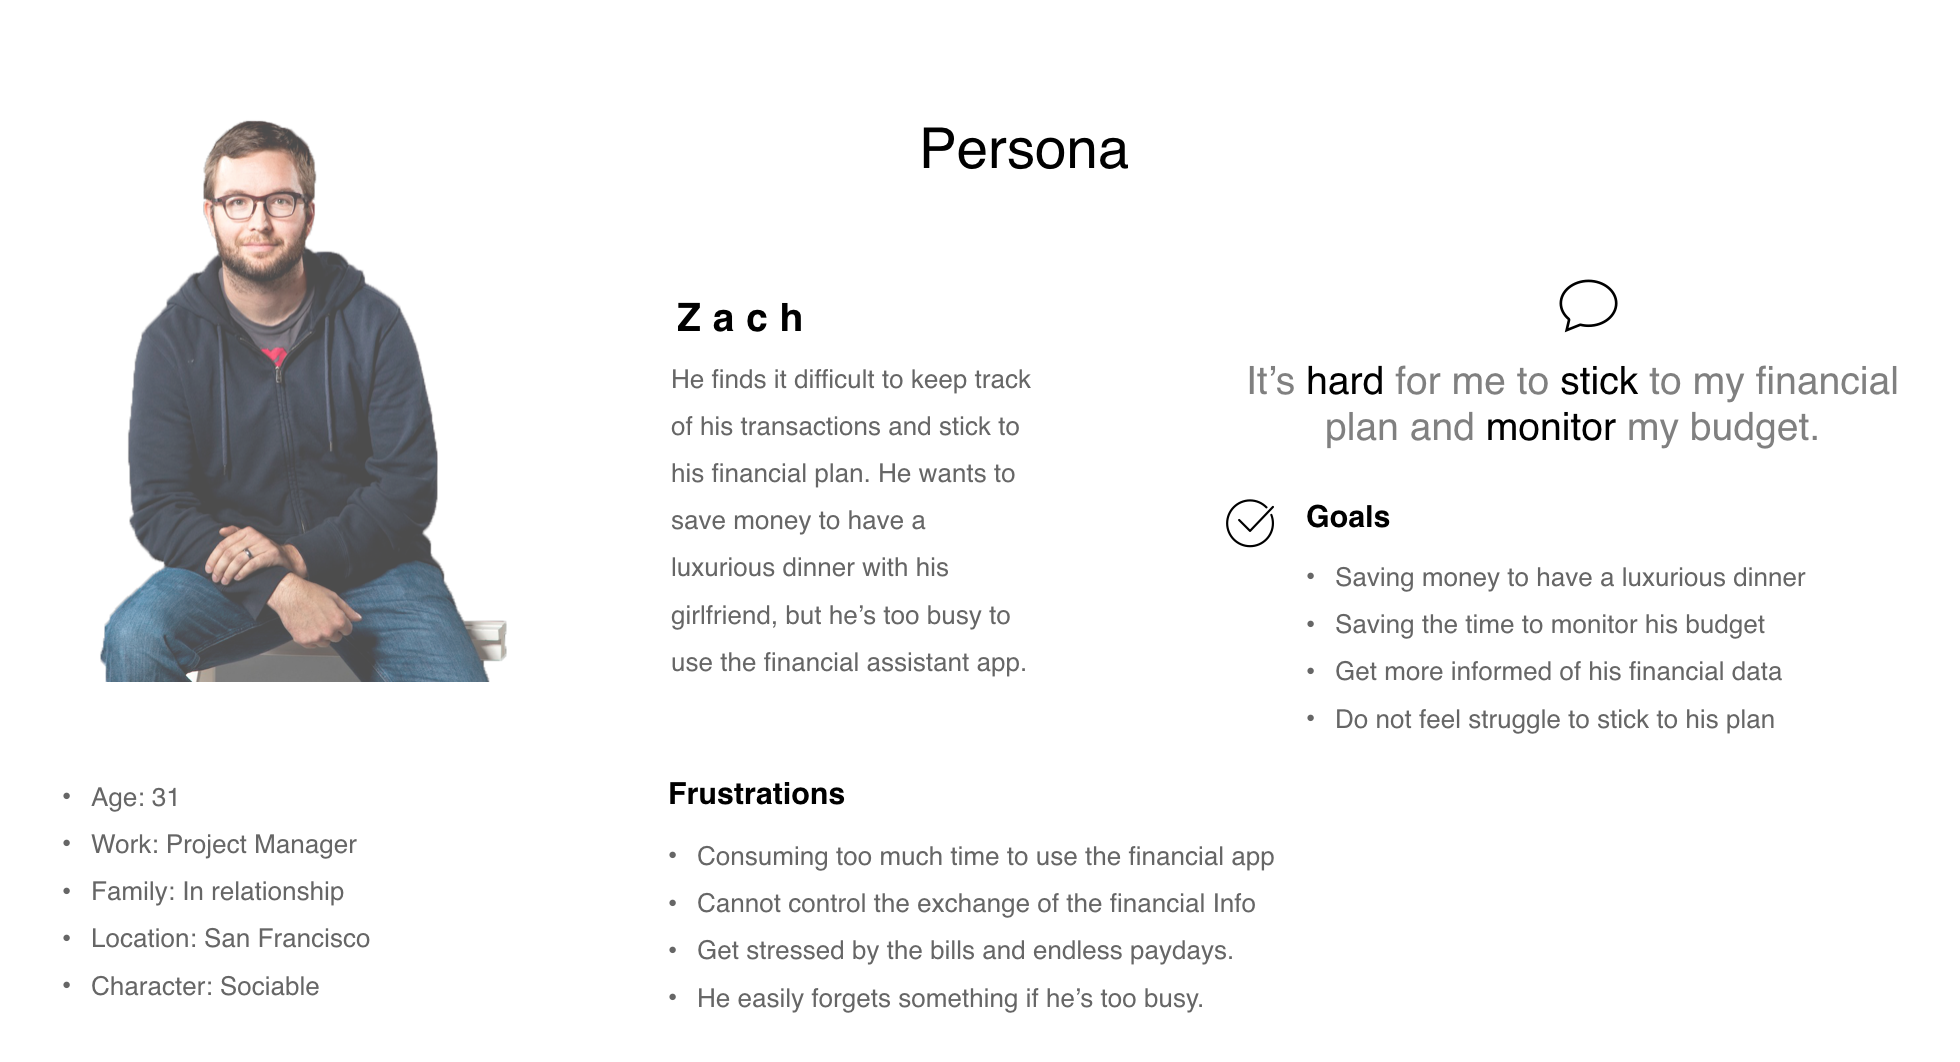 Persona
Zach
He finds it difficult to keep track
of his transactions and stick to
his financial plan. He wants to
save money to have a
luxurious dinner with his
girlfriend, but he’s too busy to
use the financial assistant app.
It’s hard for me to stick to my financial
plan and monitor my budget.
Goals
• Saving money to have a luxurious dinner
• Saving the time to monitor his budget
• Get more informed of his financial data
• Do not feel struggle to stick to his plan
• Age: 31
• Work: Project Manager
• Family: In relationship
• Location: San Francisco
• Character: Sociable
Frustrations
• Consuming too much time to use the financial app
• Cannot control the exchange of the financial Info
• Get stressed by the bills and endless paydays.
• He easily forgets something if he’s too busy.